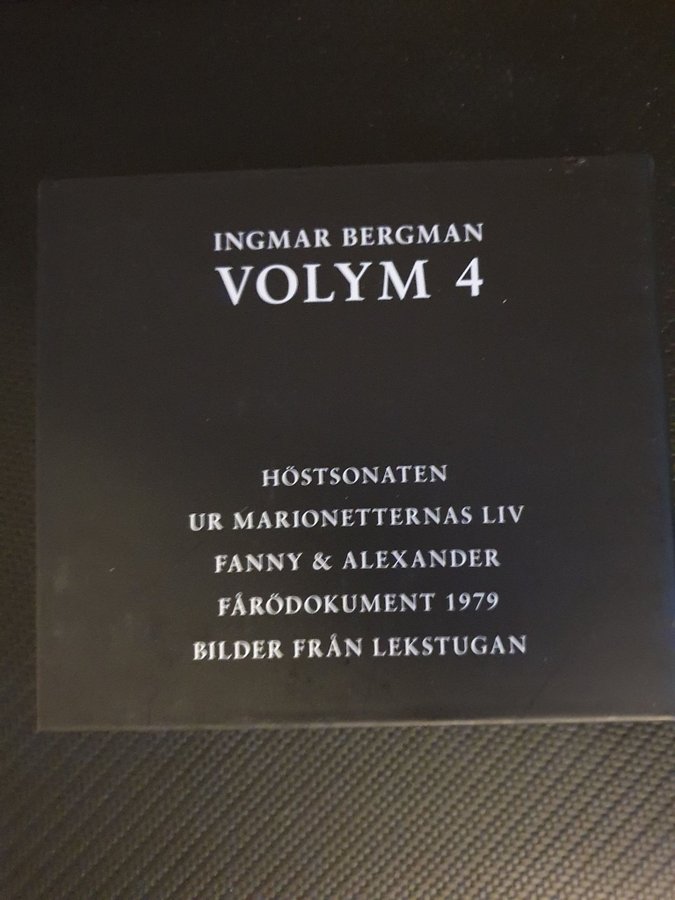 INGMAR BERGMAN
VOLYM 4
HÖSTSONATEN
UR MARIONETTERNAS LIV
FANNY & ALEXANDER
FÅRÖDOKUMENT 1979
BILDER FRÅN LEKSTUGAN